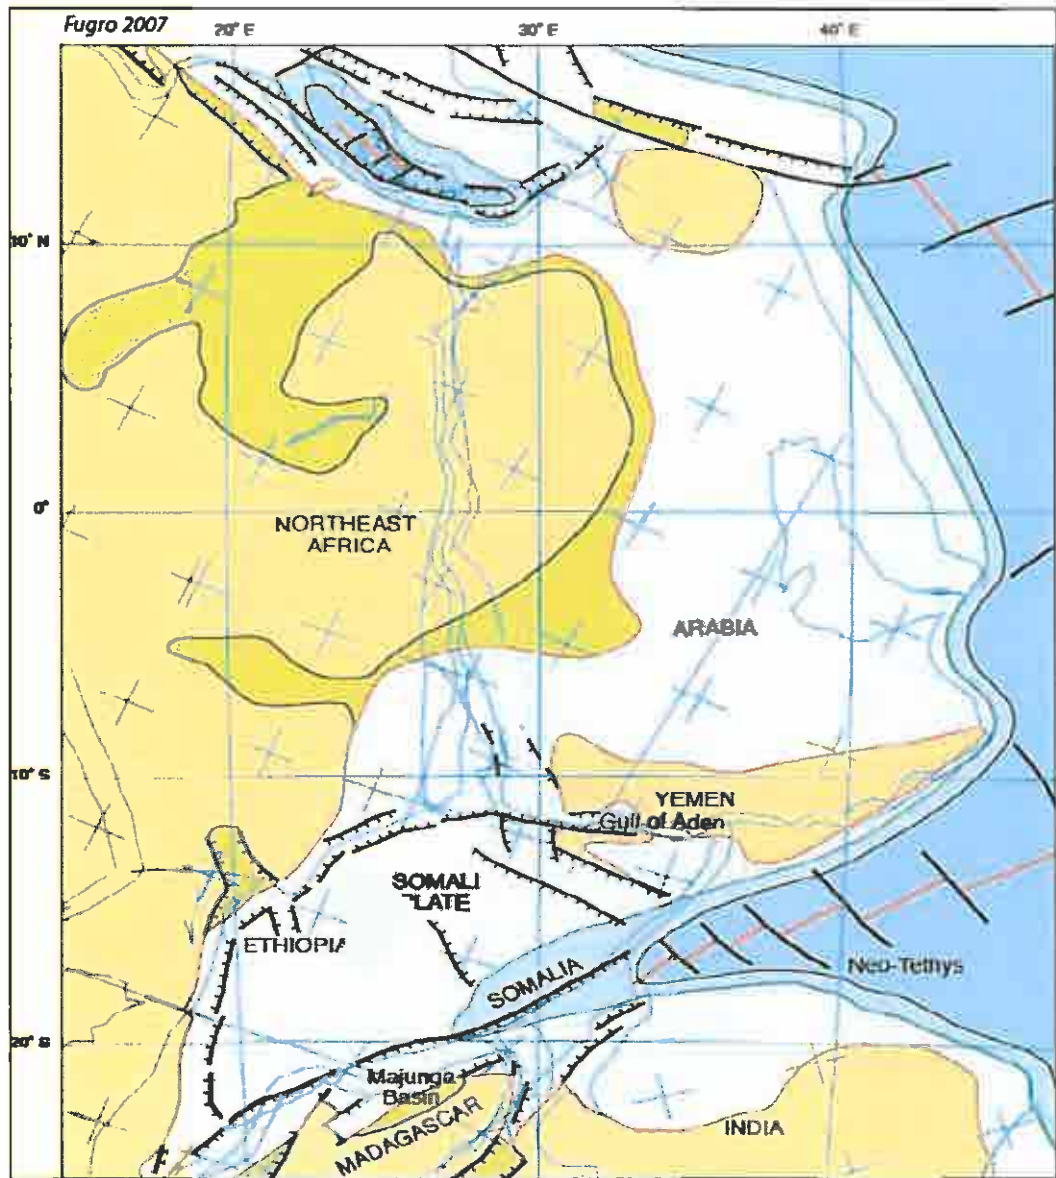 Fugro 2007
20° E
30° E
40° E
10° N
0°
NORTHEAST
AFRICA
ARABIA
10° S
YEMEN
Gulf of Aden
SOMALI
LATE
ETHIOPIA
SOMALIA
Neo-Tethys
20° S
Majunga
Basin
MADAGASCAR
INDIA